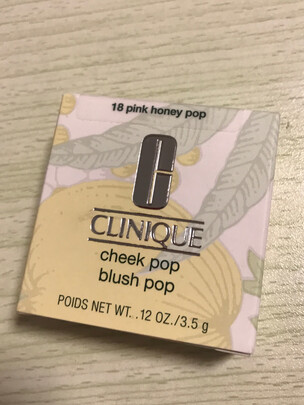 18 pink honey pop
CLINIQUE
cheek pop
blush pop
POIDS NET WT. .12 OZ./3.5 g